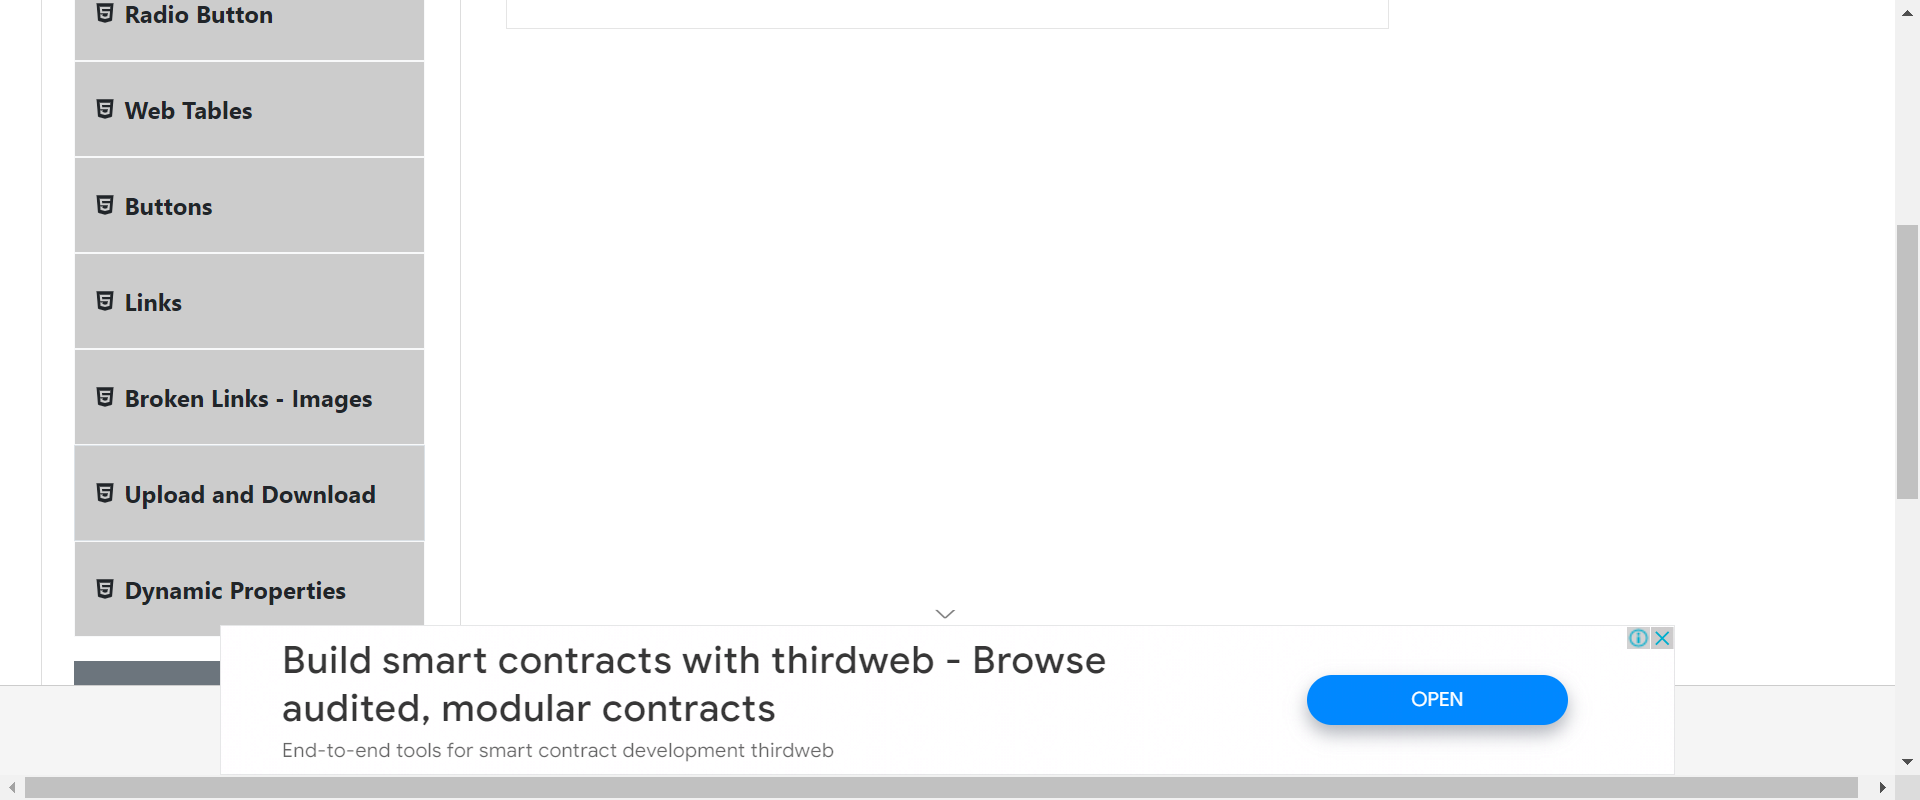 Radio Button
Web Tables
Buttons
Links
Broken Links - Images
Upload and Download
Dynamic Properties
Build smart contracts with thirdweb - Browse
audited, modular contracts
End-to-end tools for smart contract development thirdweb
OPEN